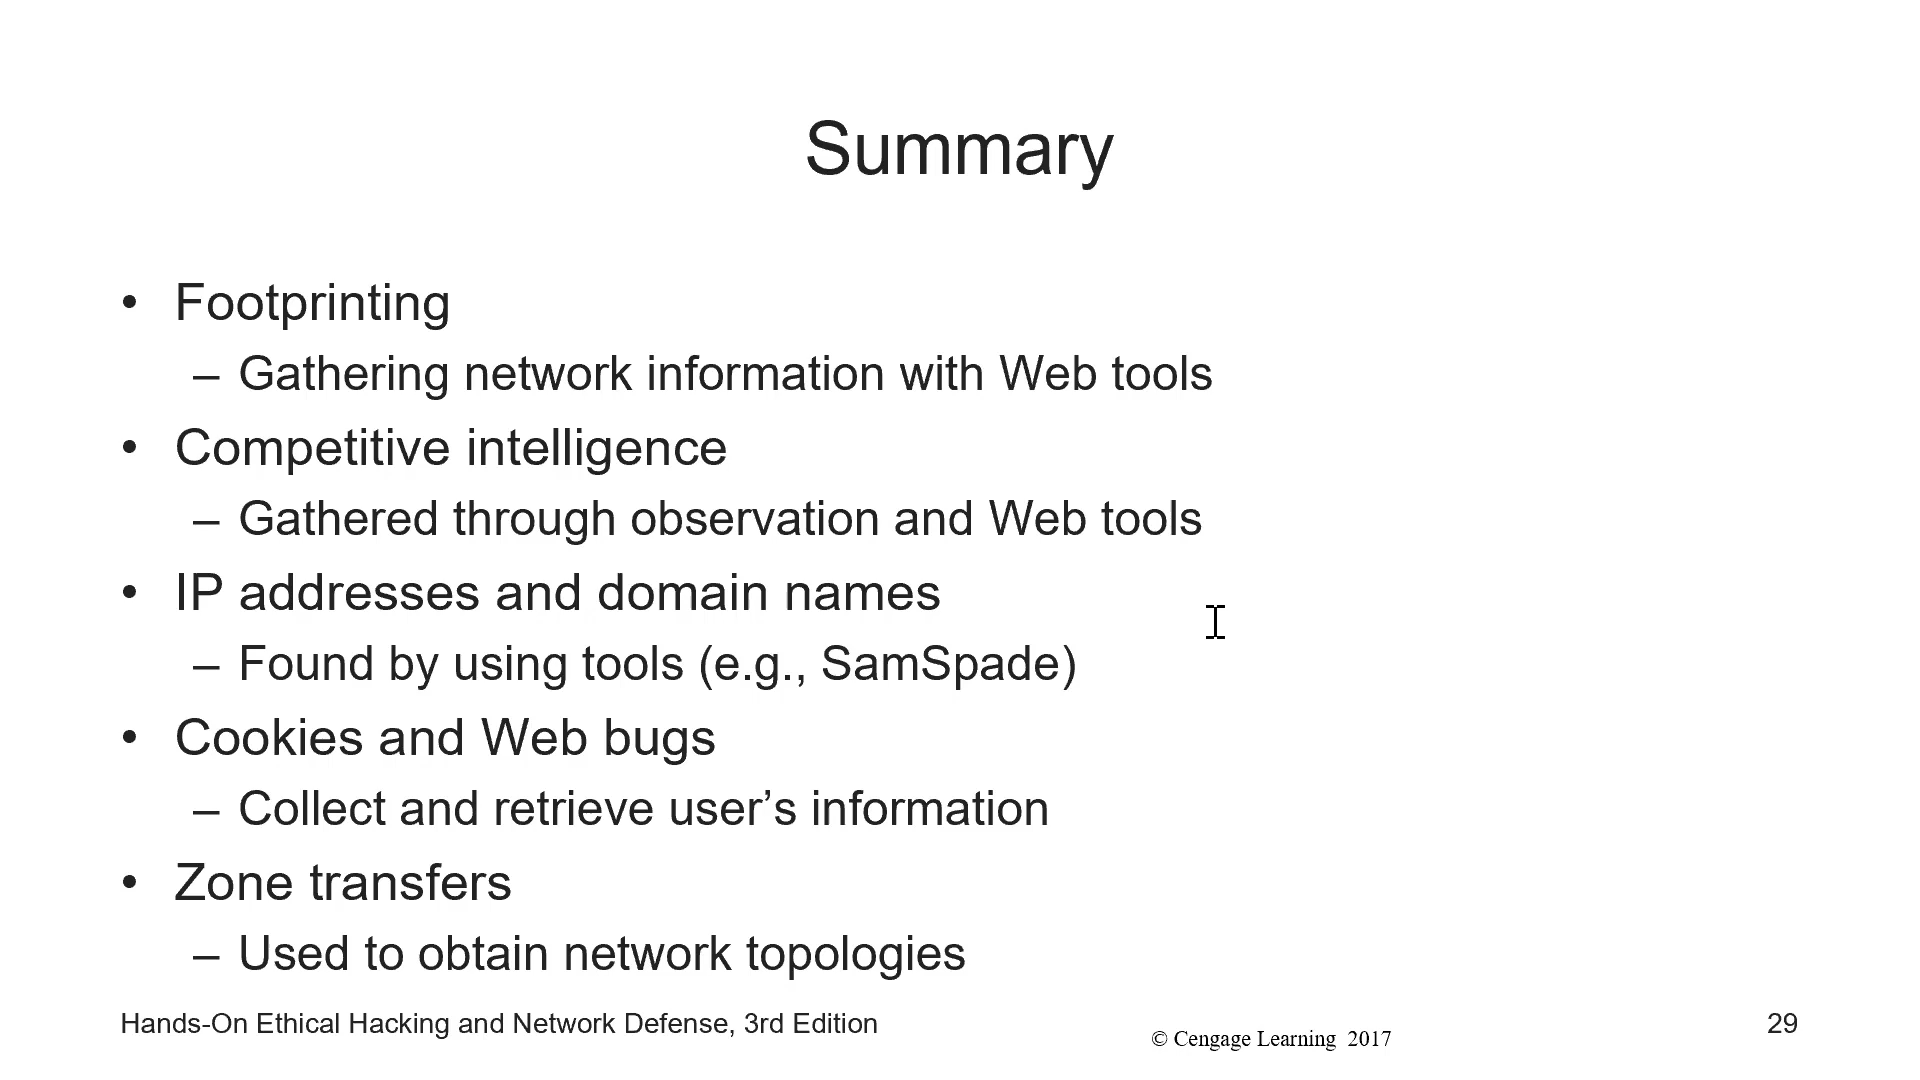 Summary
• Footprinting
– Gathering network information with Web tools
• Competitive intelligence
– Gathered through observation and Web tools
• IP addresses and domain names
– Found by using tools (e.g., SamSpade)
• Cookies and Web bugs
– Collect and retrieve user’s information
• Zone transfers
– Used to obtain network topologies
Hands-On Ethical Hacking and Network Defense, 3rd Edition
© Cengage Learning 2017
29